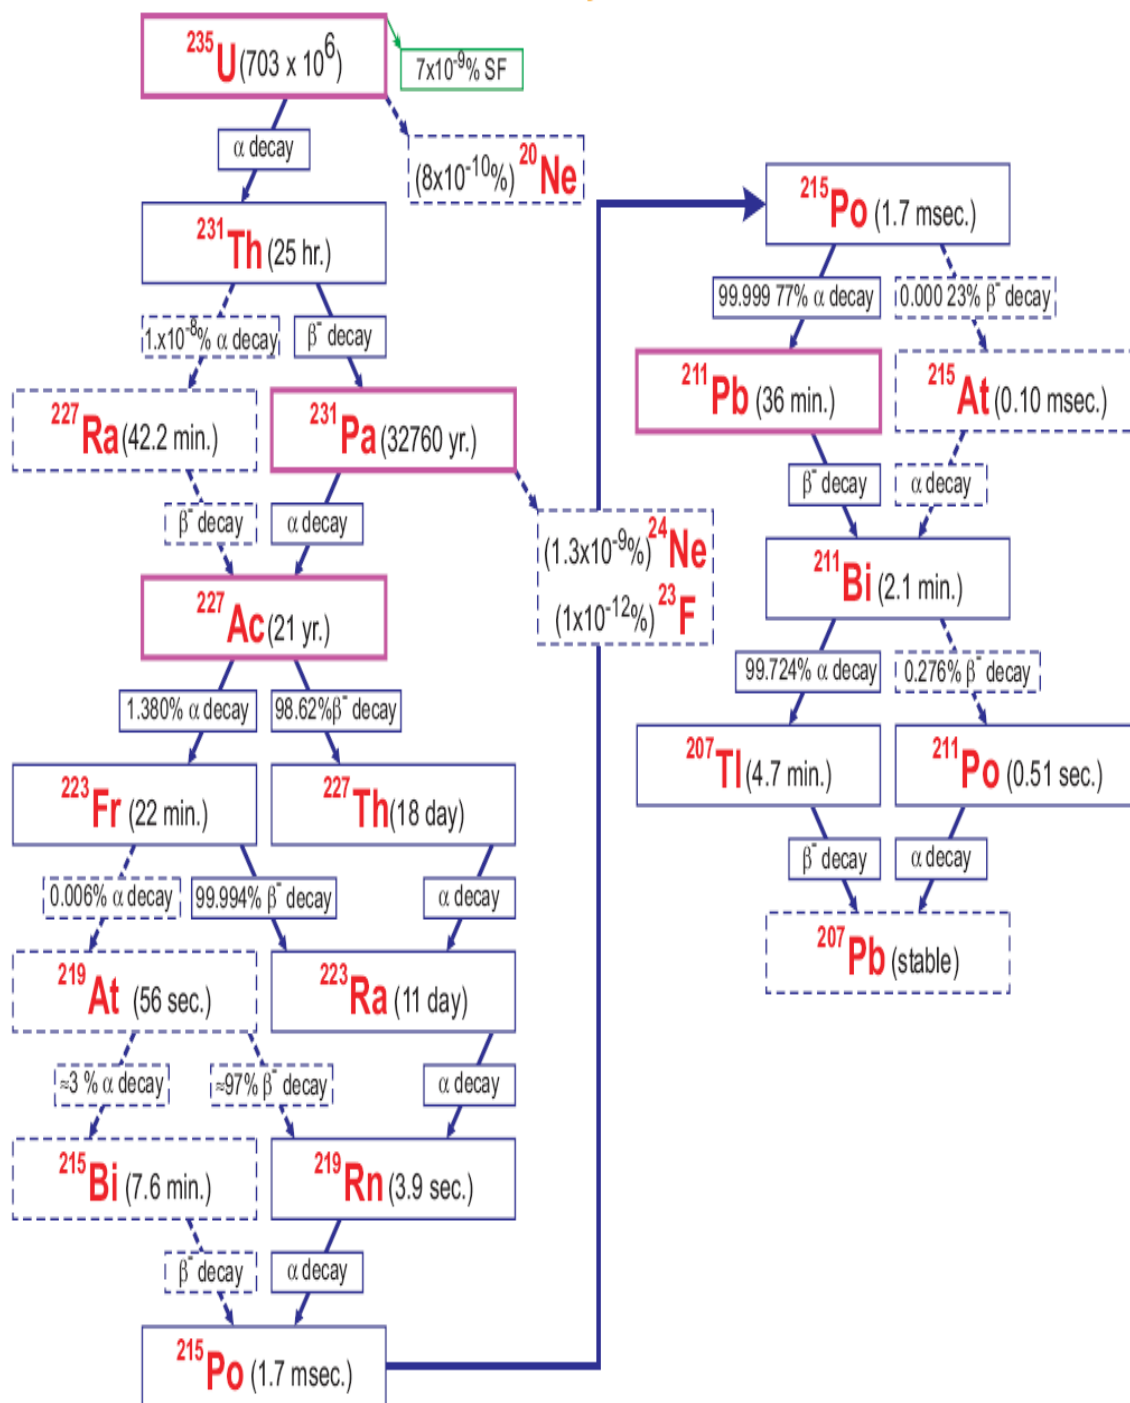 ²³⁵U (703 x 10⁶)
7x10⁻⁹% SF
α decay
(8x10⁻¹⁰%) ²⁰Ne
²³¹Th (25 hr.)
1.x10⁻⁸% α decay
β⁻ decay
²²⁷Ra (42.2 min.)
²³¹Pa (32760 yr.)
β⁻ decay
α decay
(1.3x10⁻⁹%) ²⁴Ne
(1x10⁻¹²%) ²³F
²²⁷Ac (21 yr.)
1.380% α decay
98.62%β⁻ decay
²²³Fr (22 min.)
²²⁷Th (18 day)
0.006% α decay
99.994% β⁻ decay
α decay
²¹⁹At (56 sec.)
²²³Ra (11 day)
≈3 % α decay
≈97% β⁻ decay
α decay
²¹⁵Bi (7.6 min.)
²¹⁹Rn (3.9 sec.)
β⁻ decay
α decay
²¹⁵Po (1.7 msec.)
²¹⁵Po (1.7 msec.)
99.999 77% α decay
0.000 23% β⁻ decay
²¹¹Pb (36 min.)
²¹⁵At (0.10 msec.)
β⁻ decay
α decay
²¹¹Bi (2.1 min.)
99.724% α decay
0.276% β⁻ decay
²⁰⁷Tl (4.7 min.)
²¹¹Po (0.51 sec.)
β⁻ decay
α decay
²⁰⁷Pb (stable)